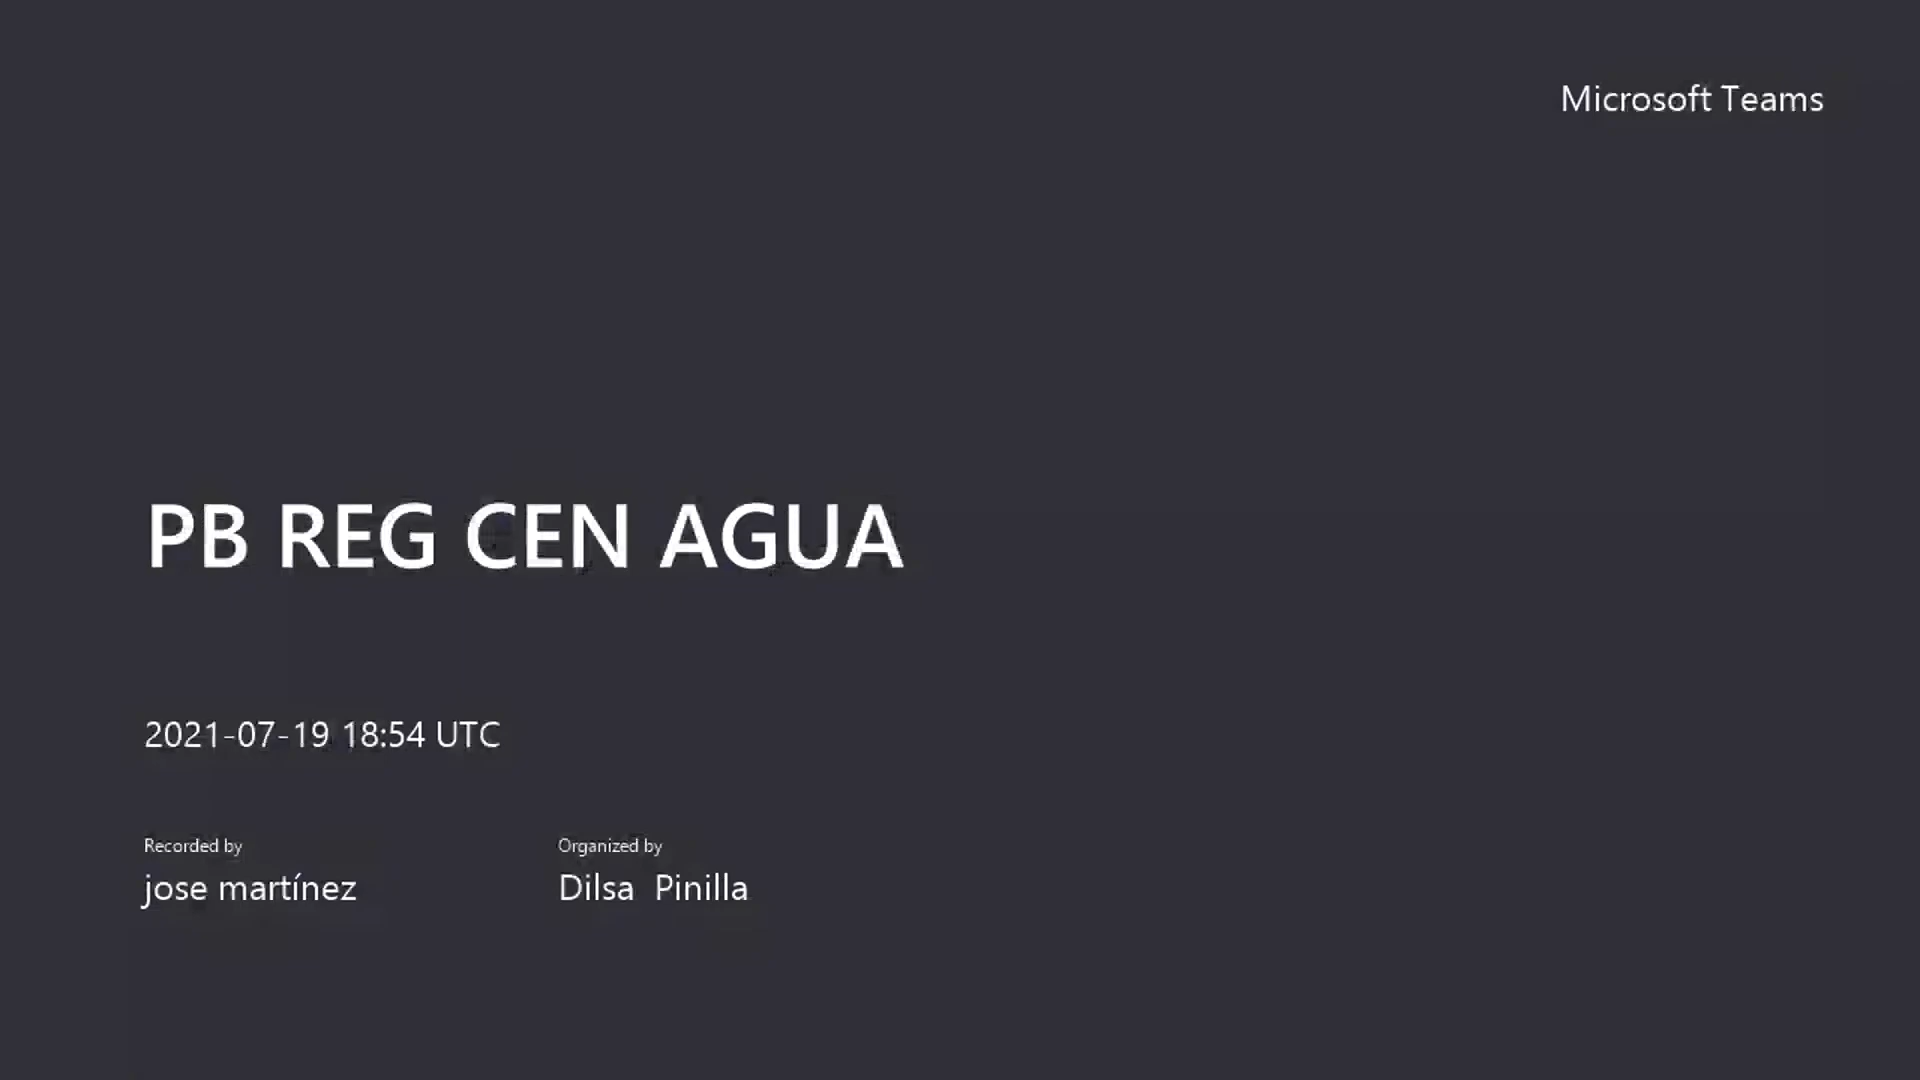 Microsoft Teams
PB REG CEN AGUA
2021-07-19 18:54 UTC
Recorded by
jose martínez
Organized by
Dilsa  Pinilla